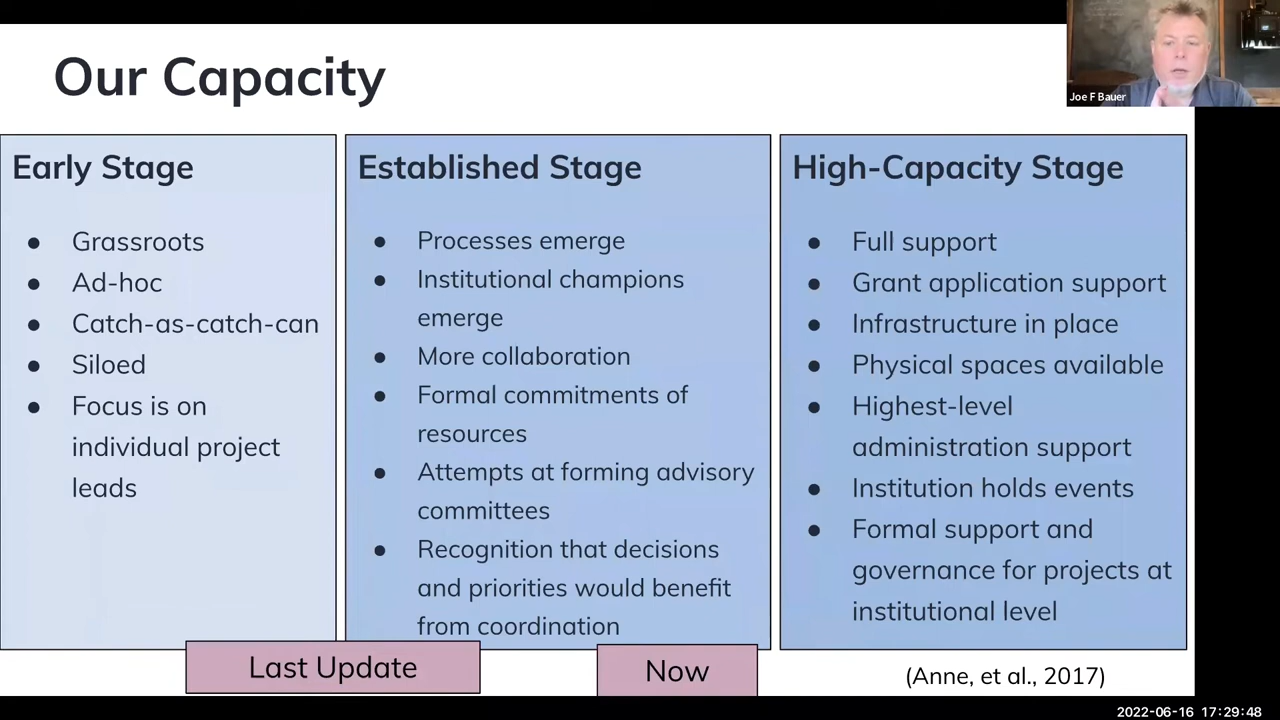 Our Capacity
Joe F Bauer
Early Stage
● Grassroots
● Ad-hoc
● Catch-as-catch-can
● Siloed
● Focus is on
individual project
leads
Established Stage
● Processes emerge
● Institutional champions
emerge
● More collaboration
● Formal commitments of
resources
● Attempts at forming advisory
committees
● Recognition that decisions
and priorities would benefit
from coordination
High-Capacity Stage
● Full support
● Grant application support
● Infrastructure in place
● Physical spaces available
● Highest-level
administration support
● Institution holds events
● Formal support and
governance for projects at
institutional level
Last Update
Now
(Anne, et al., 2017)
2022-06-16 17:29:48